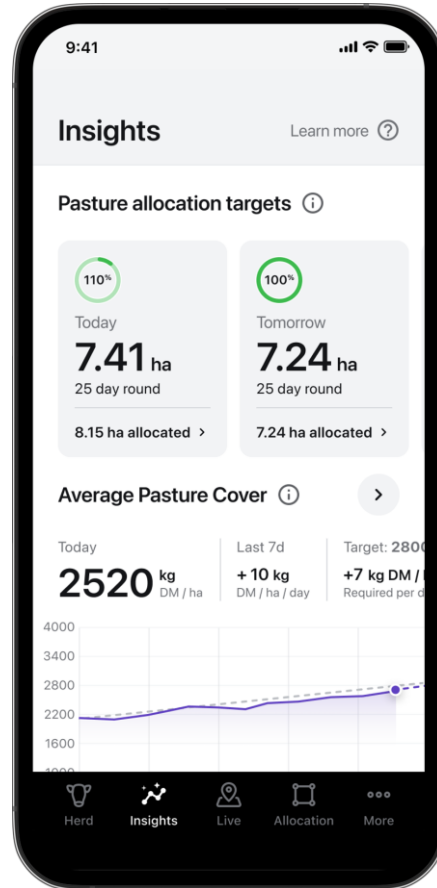 9:41
Insights
Learn more
Pasture allocation targets
110%
Today
7.41 ha
25 day round
8.15 ha allocated >
100%
Tomorrow
7.24 ha
25 day round
7.24 ha allocated >
Average Pasture Cover
Today
2520 kg DM / ha
Last 7d
+ 10 kg
DM / ha / day
Target: 2800
+7 kg DM /
Required per d
4000
3400
2800
2200
1600
1000
Herd
Insights
Live
Allocation
More